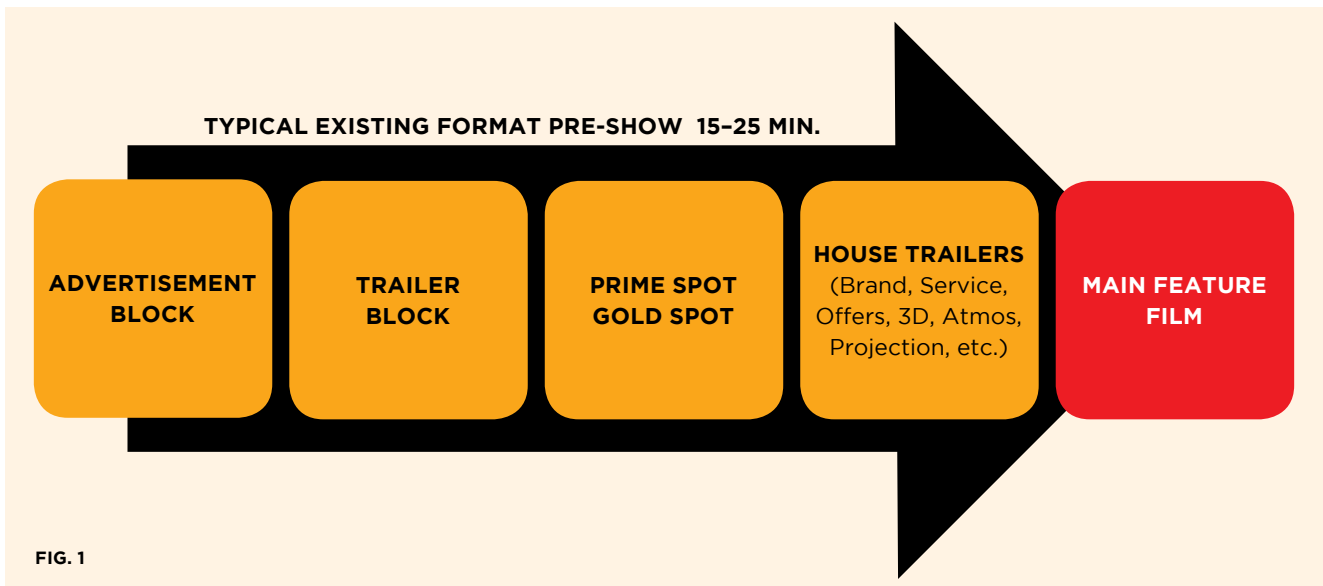 TYPICAL EXISTING FORMAT PRE-SHOW 15–25 MIN.
ADVERTISEMENT
BLOCK
TRAILER
BLOCK
PRIME SPOT
GOLD SPOT
HOUSE TRAILERS
(Brand, Service,
Offers, 3D, Atmos,
Projection, etc.)
MAIN FEATURE
FILM
FIG. 1